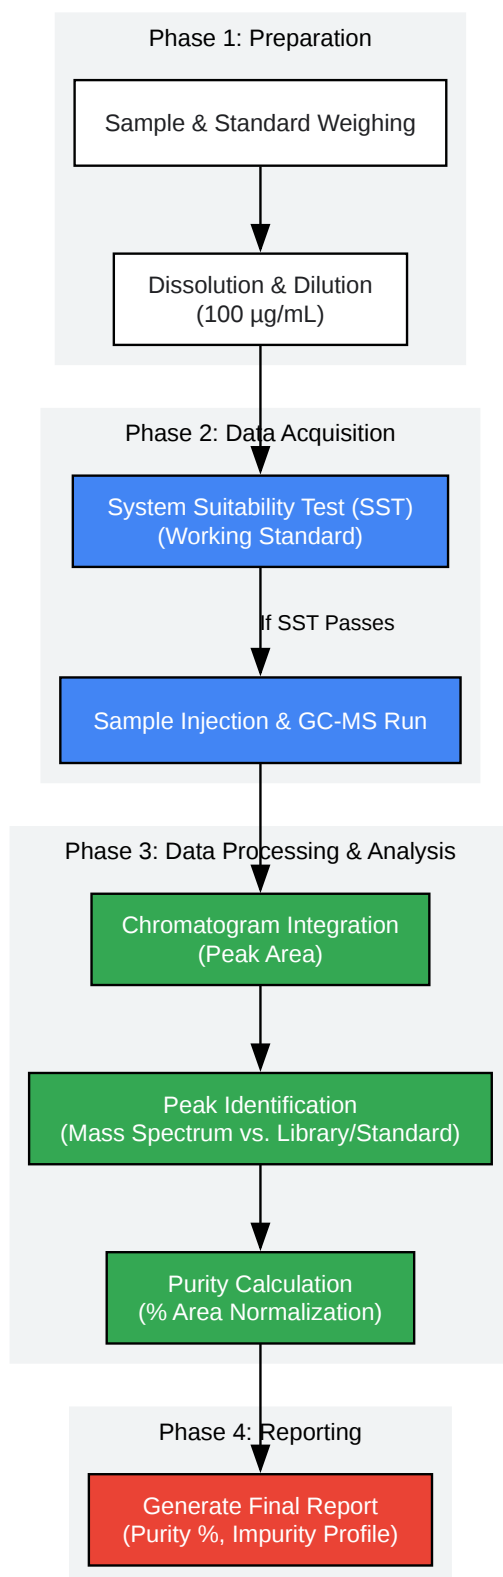 Phase 1: Preparation
Sample & Standard Weighing
Dissolution & Dilution
(100 µg/mL)
Phase 2: Data Acquisition
System Suitability Test (SST)
(Working Standard)
If SST Passes
Sample Injection & GC-MS Run
Phase 3: Data Processing & Analysis
Chromatogram Integration
(Peak Area)
Peak Identification
(Mass Spectrum vs. Library/Standard)
Purity Calculation
(% Area Normalization)
Phase 4: Reporting
Generate Final Report
(Purity %, Impurity Profile)